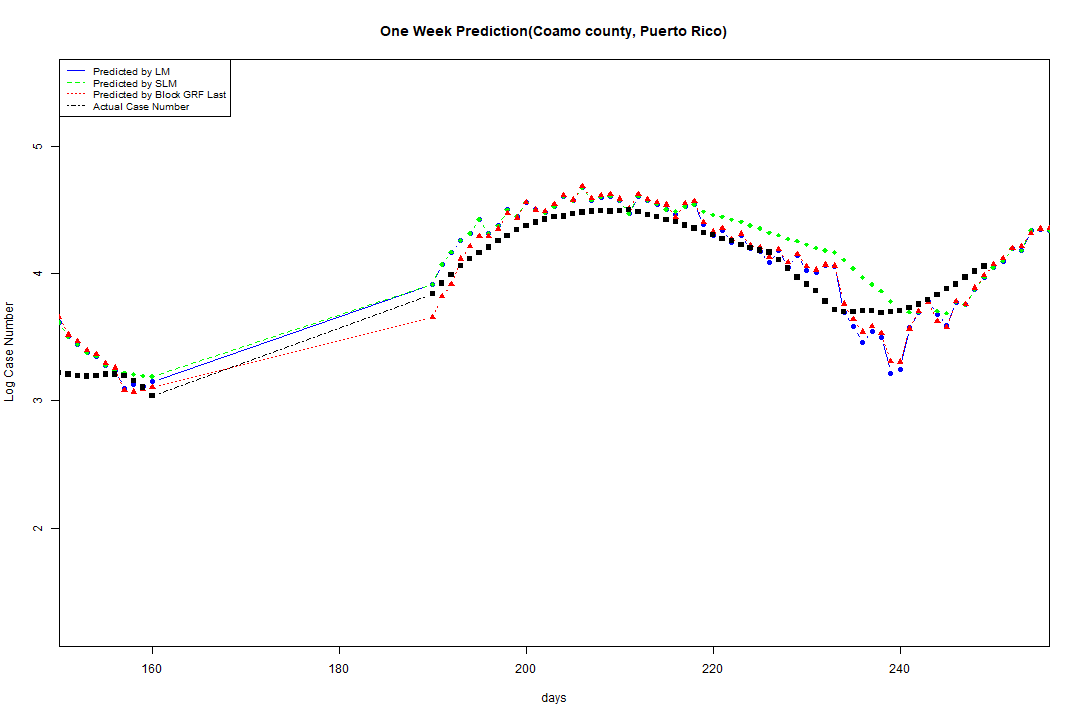 One Week Prediction(Coamo county, Puerto Rico)
Predicted by LM
Predicted by SLM
Predicted by Block GRF Last
Actual Case Number
5
4
3
2
Log Case Number
160 180 200 220 240
days